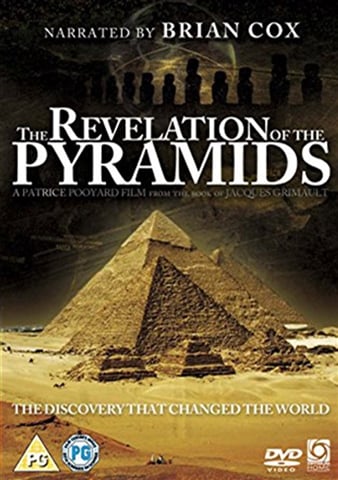 NARRATED BY BRIAN COX
THE REVELATION OF THE
PYRAMIDS
A PATRICE POOYARD FILM FROM THE BOOK OF JACQUES GRIMAULT
THE DISCOVERY THAT CHANGED THE WORLD
PG
PG
DVD
VIDEO